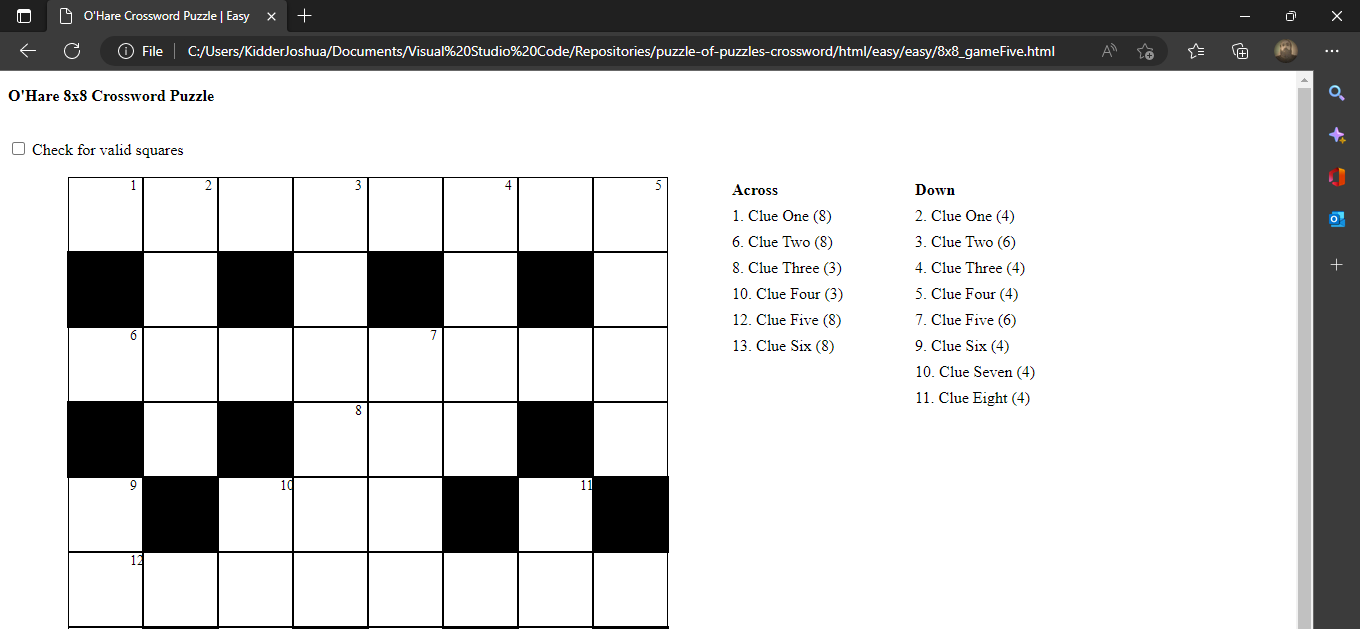 O'Hare Crossword Puzzle | Easy
File
C:/Users/KidderJoshua/Documents/Visual%20Studio%20Code/Repositories/puzzle-of-puzzles-crossword/html/easy/easy/8x8_gameFive.html
O'Hare 8x8 Crossword Puzzle
Check for valid squares
1 2 3 4 5
6 7
8
9 10 11
12
Across
1. Clue One (8)
6. Clue Two (8)
8. Clue Three (3)
10. Clue Four (3)
12. Clue Five (8)
13. Clue Six (8)
Down
2. Clue One (4)
3. Clue Two (6)
4. Clue Three (4)
5. Clue Four (4)
7. Clue Five (6)
9. Clue Six (4)
10. Clue Seven (4)
11. Clue Eight (4)